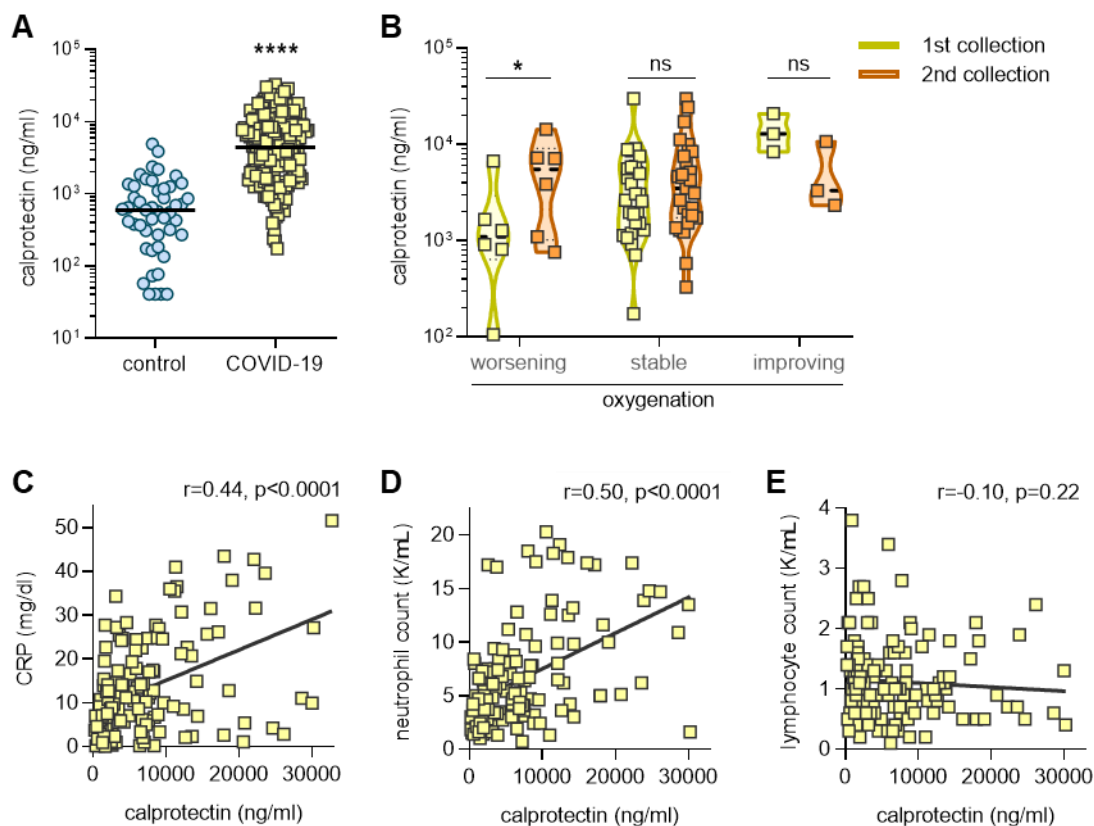 A
****
10⁵
10⁴
10³
10²
10¹
calprotectin (ng/ml)
control
COVID-19
B
1st collection
2nd collection
*
ns
ns
10⁵
10⁴
10³
10²
calprotectin (ng/ml)
worsening
stable
improving
oxygenation
C
r=0.44, p<0.0001
50
40
30
20
10
0
CRP (mg/dl)
0 10000 20000 30000
calprotectin (ng/ml)
D
r=0.50, p<0.0001
20
15
10
5
0
neutrophil count (K/mL)
0 10000 20000 30000
calprotectin (ng/ml)
E
r=-0.10, p=0.22
4
3
2
1
0
lymphocyte count (K/mL)
0 10000 20000 30000
calprotectin (ng/ml)